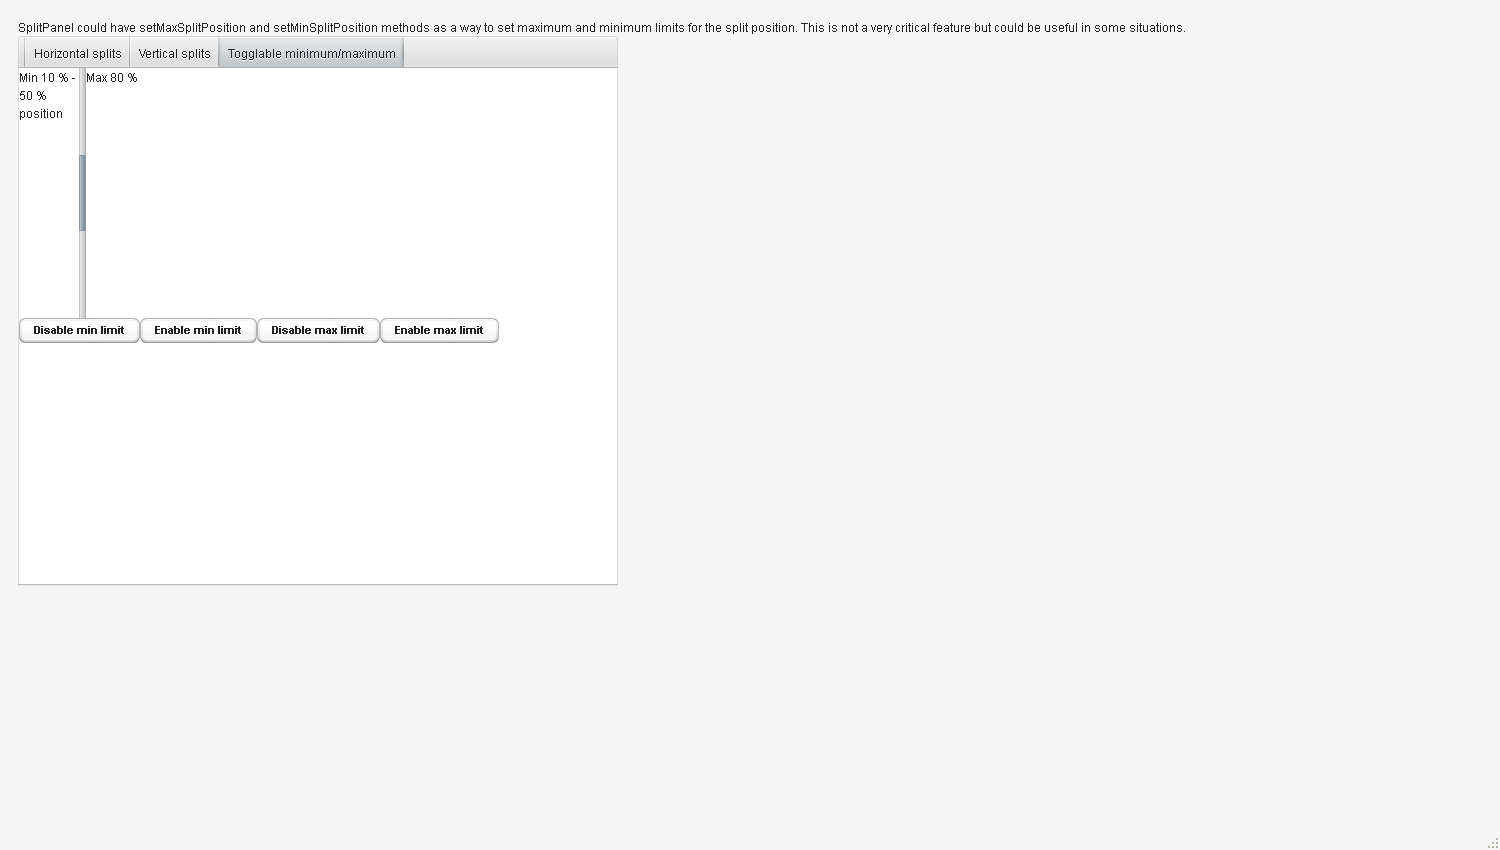 SplitPanel could have setMaxSplitPosition and setMinSplitPosition methods as a way to set maximum and minimum limits for the split position. This is not a very critical feature but could be useful in some situations.
Horizontal splits Vertical splits Togglable minimum/maximum
Min 10 % -
50 %
position
Max 80 %
Disable min limit Enable min limit Disable max limit Enable max limit